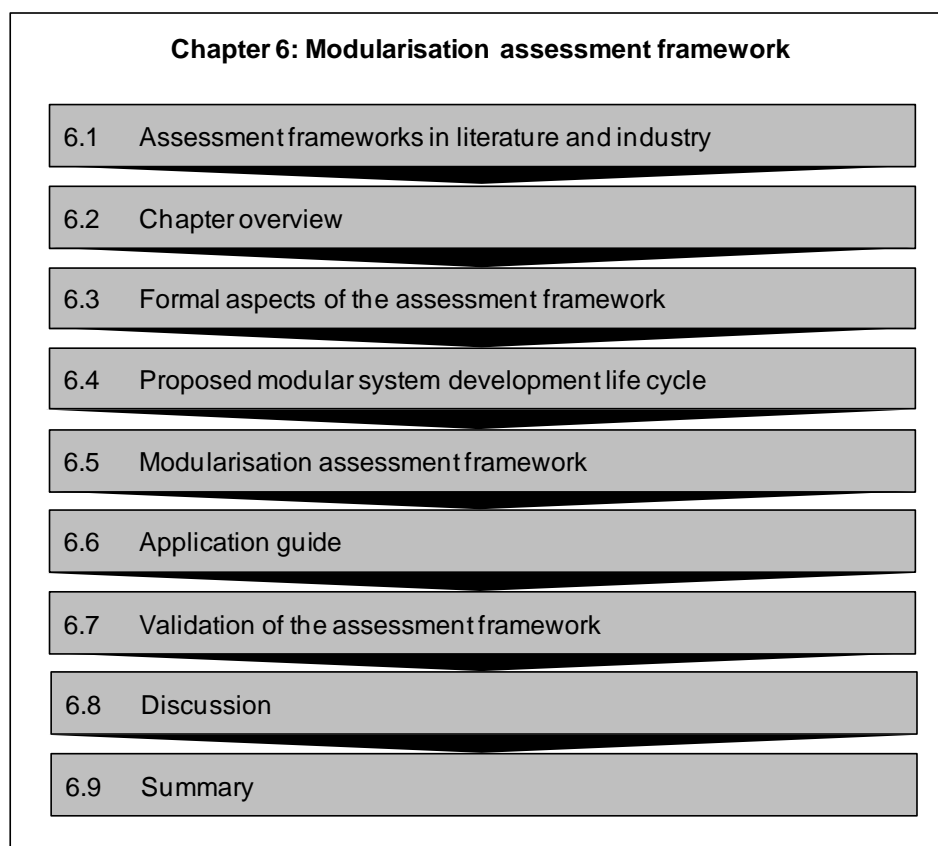 Chapter 6: Modularisation assessment framework
6.1 Assessment frameworks in literature and industry
6.2 Chapter overview
6.3 Formal aspects of the assessment framework
6.4 Proposed modular system development life cycle
6.5 Modularisation assessment framework
6.6 Application guide
6.7 Validation of the assessment framework
6.8 Discussion
6.9 Summary